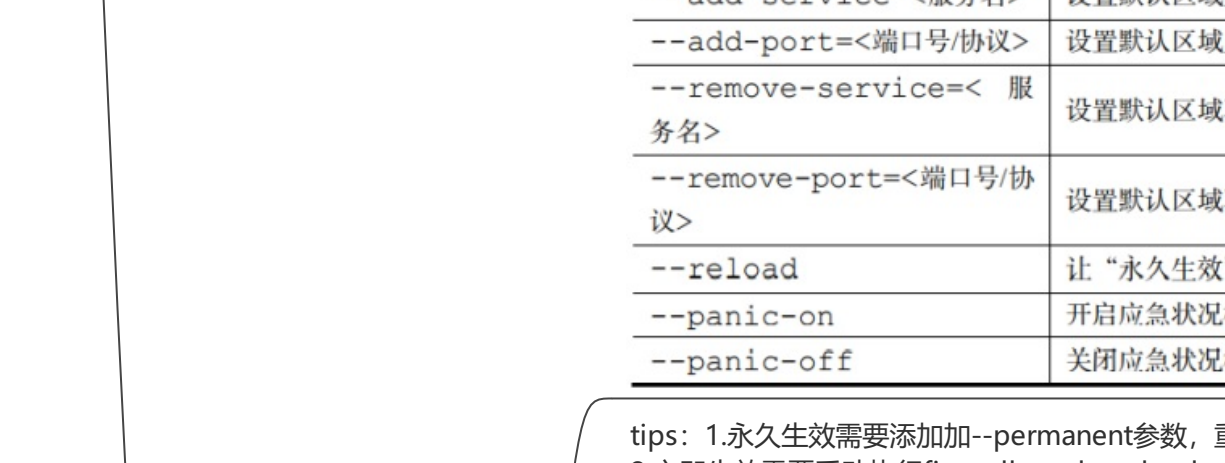 --add-port=<端口号/协议> 设置默认区域
--remove-service=< 服
务名>
设置默认区域
--remove-port=<端口号/协
议>
设置默认区域
--reload 让“永久生效
--panic-on 开启应急状况
--panic-off 关闭应急状况
tips：1.永久生效需要添加加--permanent参数，